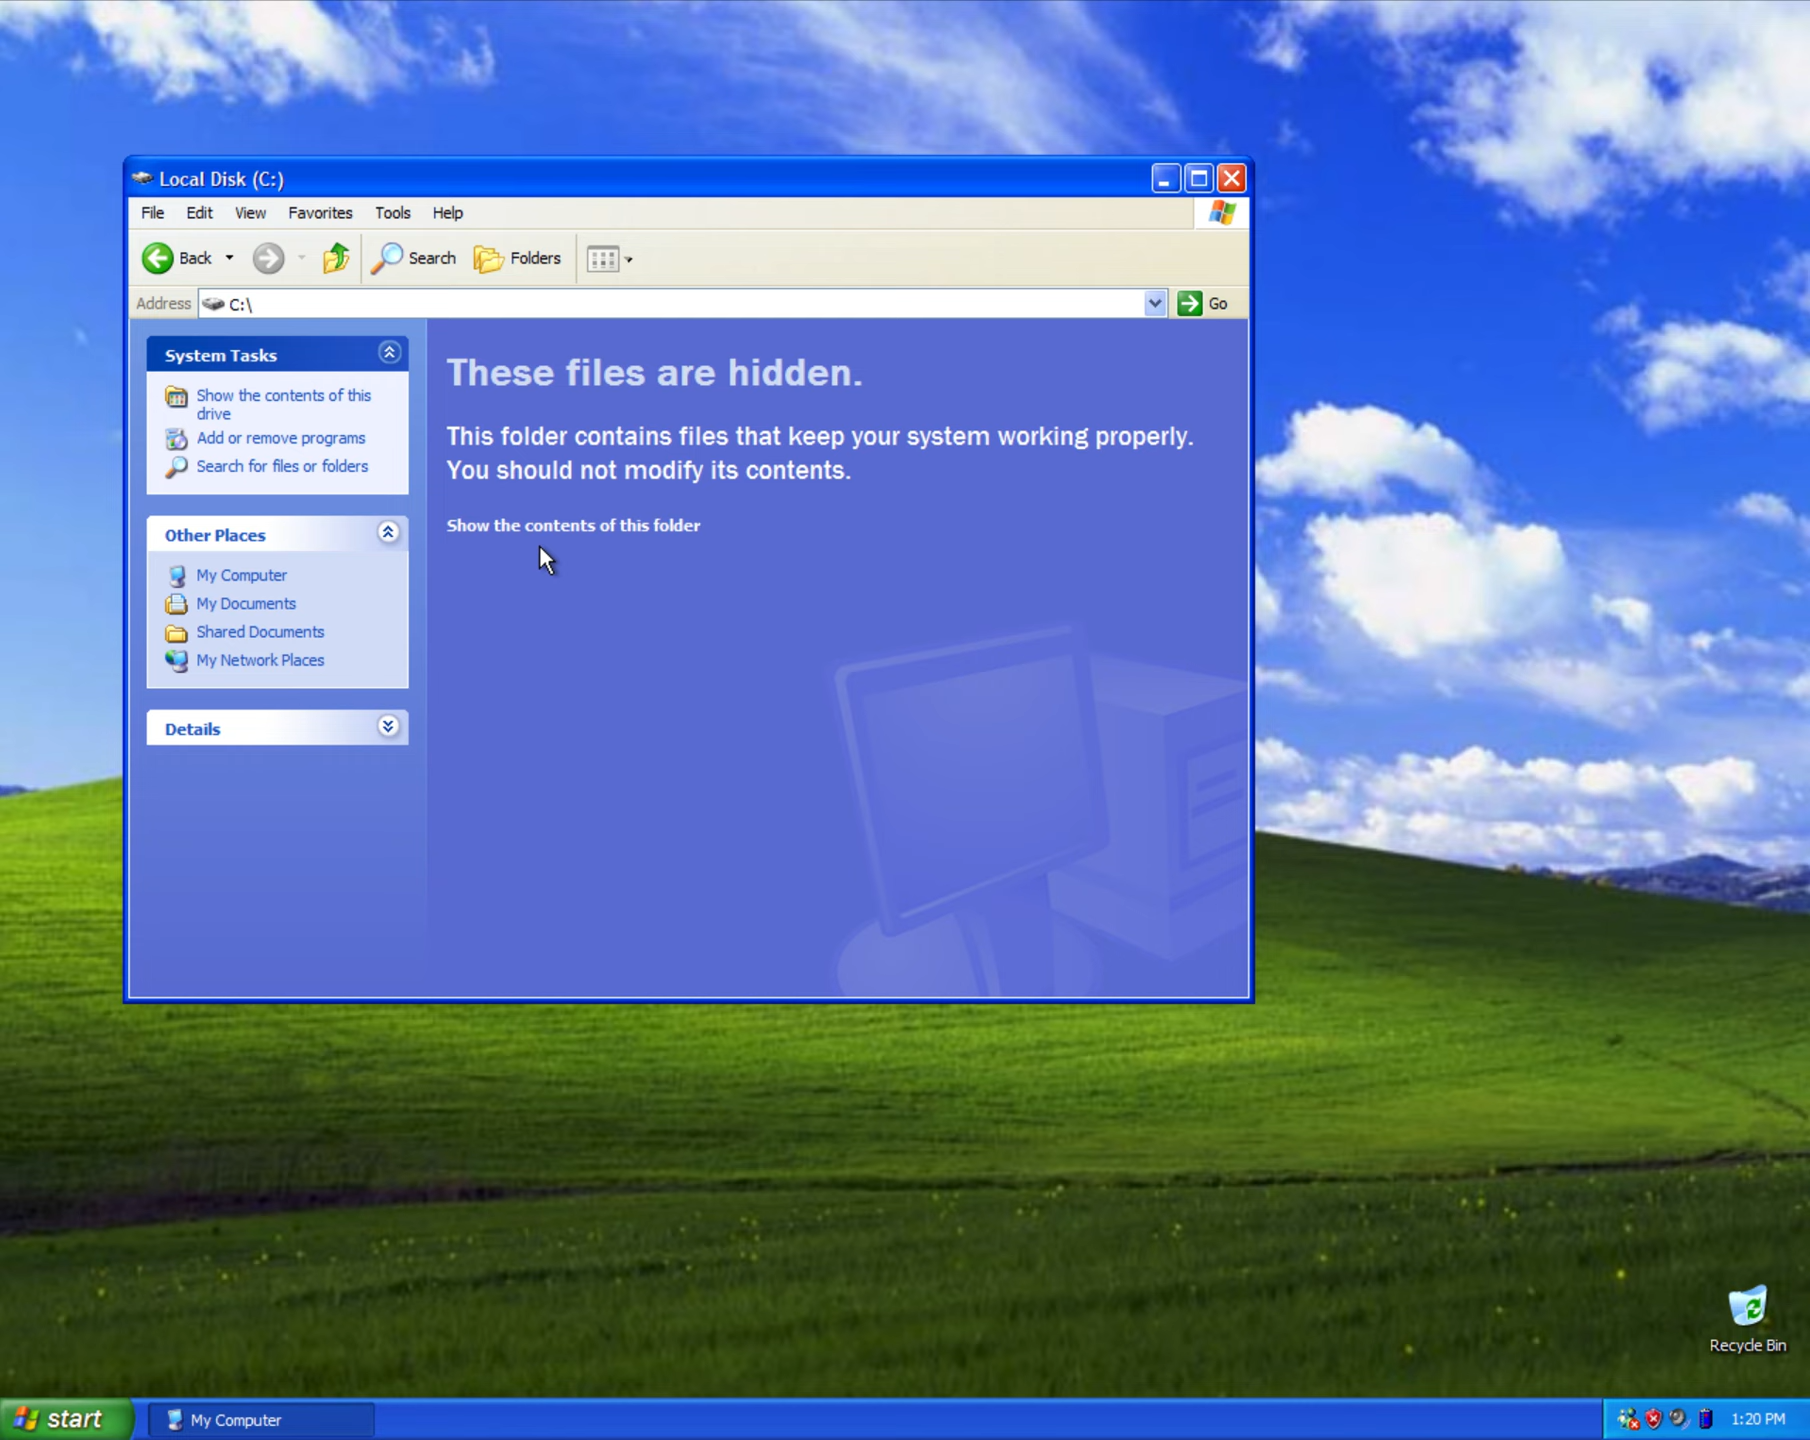 Local Disk (C:)
File Edit View Favorites Tools Help
Back Search Folders
Address C:\ Go
System Tasks
Show the contents of this
drive
Add or remove programs
Search for files or folders
Other Places
My Computer
My Documents
Shared Documents
My Network Places
Details
These files are hidden.
This folder contains files that keep your system working properly.
You should not modify its contents.
Show the contents of this folder
Recycle Bin
start My Computer 1:20 PM